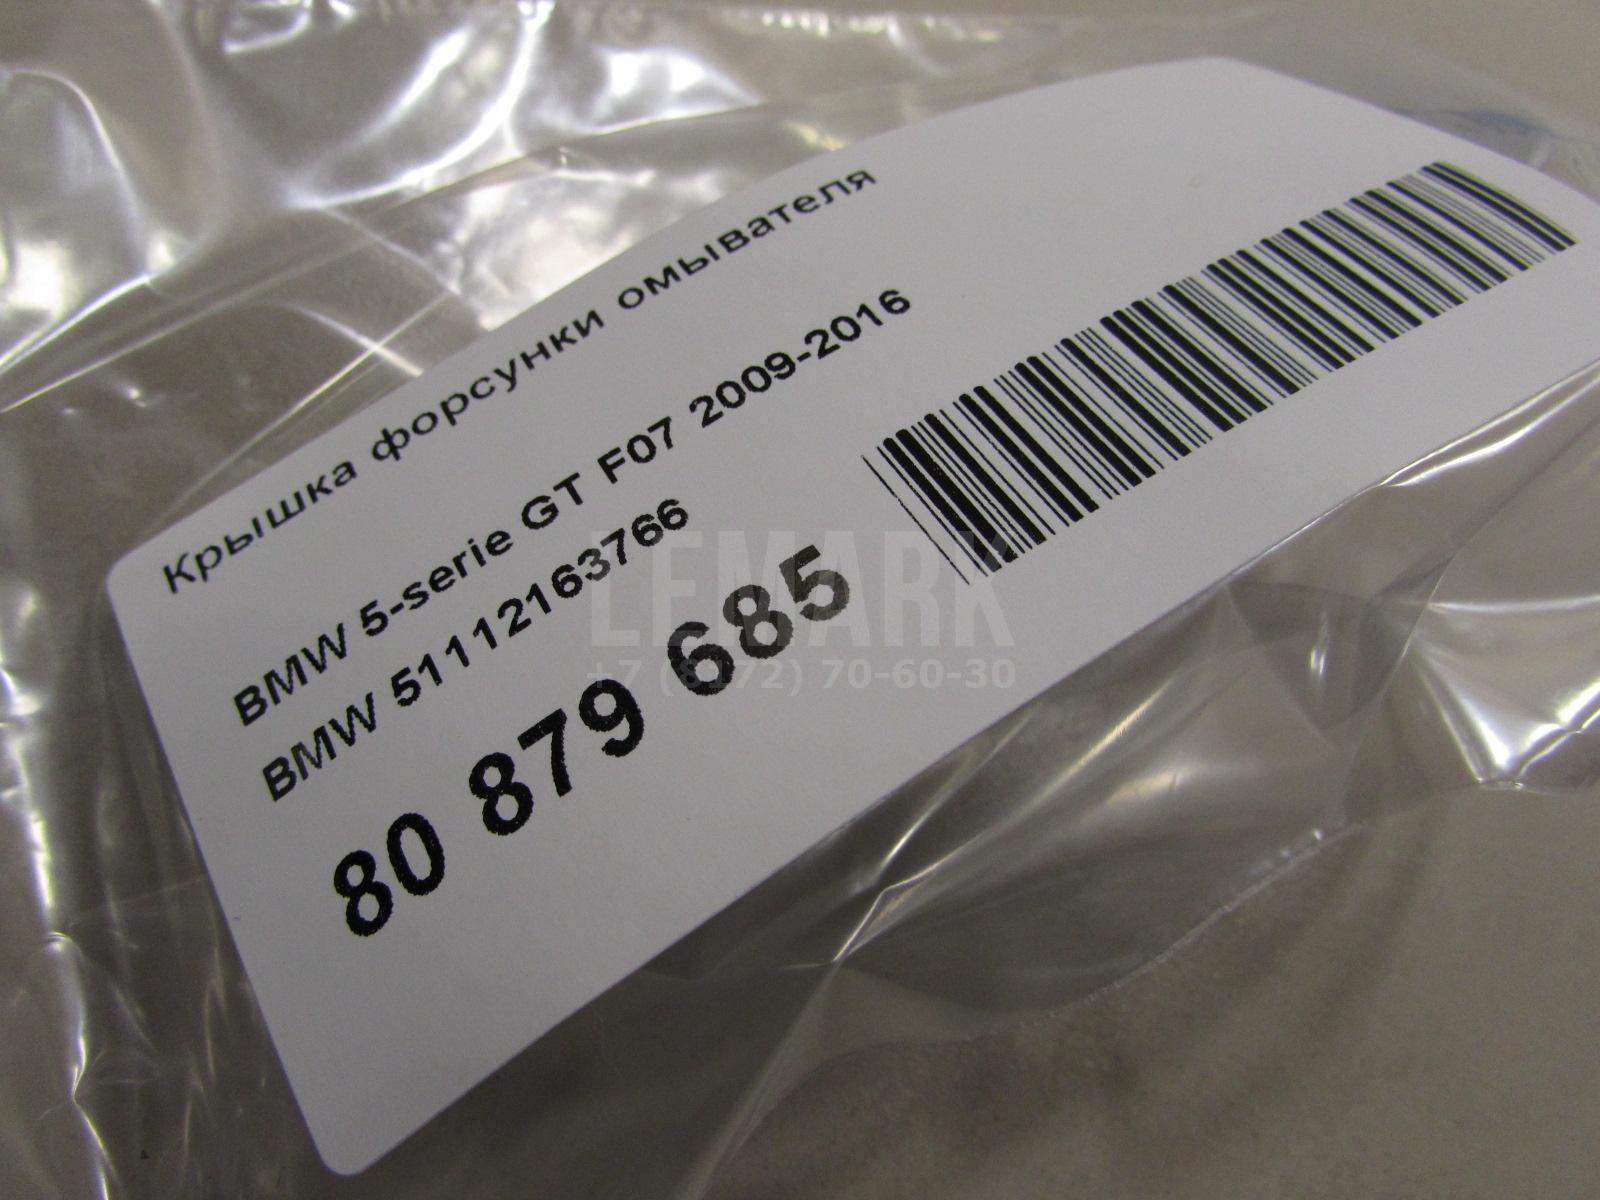 Крышка форсунки омывателя
BMW 5-serie GT F07 2009-2016
BMW 51112163766
80 879 685
LEMARK
+7 (8172) 70-60-30